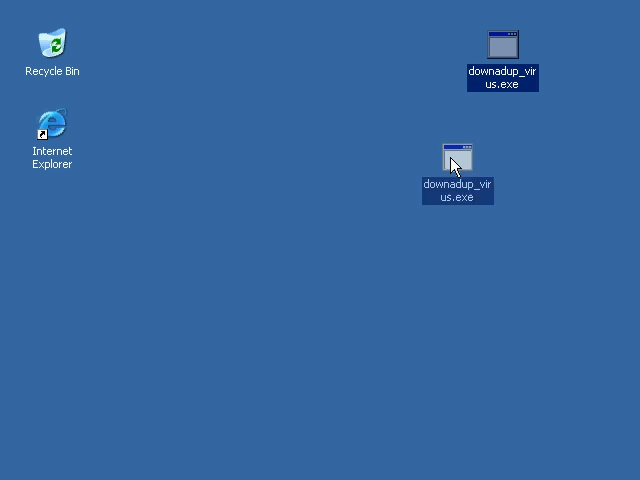 Recycle Bin
downadup_vir
us.exe
Internet
Explorer
downadup_vir
us.exe